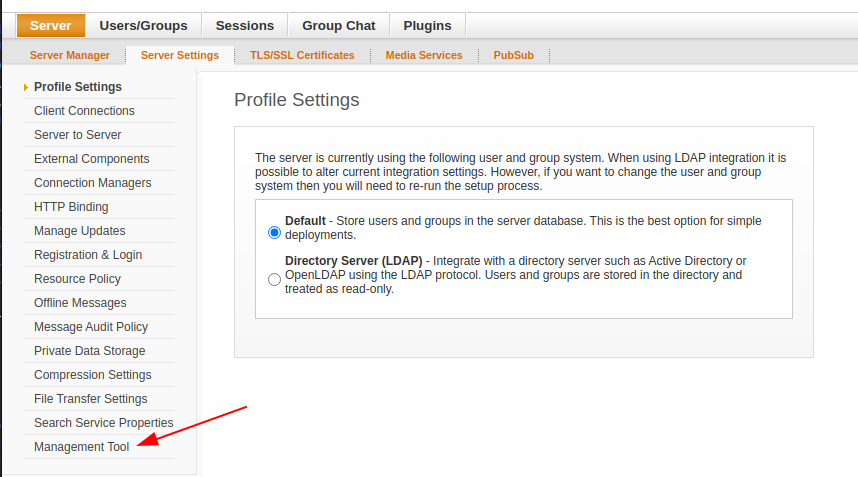 Server Users/Groups Sessions Group Chat Plugins
Server Manager Server Settings TLS/SSL Certificates Media Services PubSub
Profile Settings
Client Connections
Server to Server
External Components
Connection Managers
HTTP Binding
Manage Updates
Registration & Login
Resource Policy
Offline Messages
Message Audit Policy
Private Data Storage
Compression Settings
File Transfer Settings
Search Service Properties
Management Tool
Profile Settings
The server is currently using the following user and group system. When using LDAP integration it is
possible to alter current integration settings. However, if you want to change the user and group
system then you will need to re-run the setup process.
Default - Store users and groups in the server database. This is the best option for simple
deployments.
Directory Server (LDAP) - Integrate with a directory server such as Active Directory or
OpenLDAP using the LDAP protocol. Users and groups are stored in the directory and
treated as read-only.